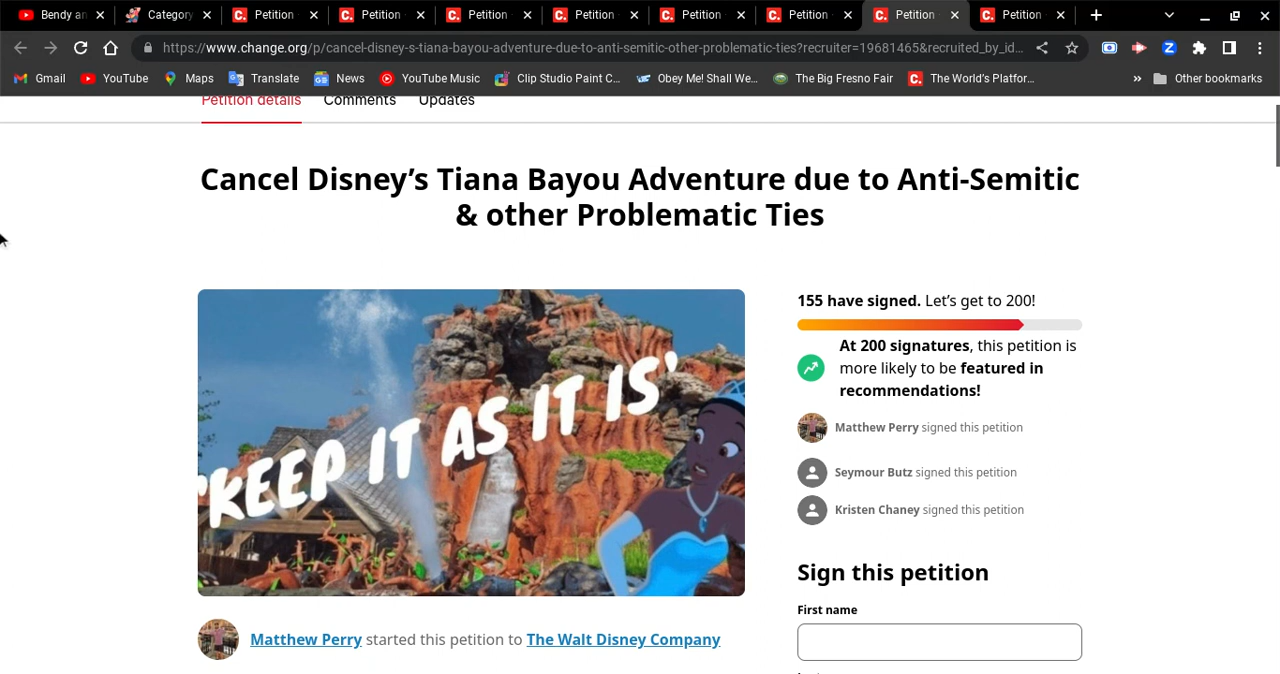 Bendy an
Category
Petition
Petition
Petition
Petition
Petition
Petition
Petition
Petition
https://www.change.org/p/cancel-disney-s-tiana-bayou-adventure-due-to-anti-semitic-other-problematic-ties?recruiter=19681465&recruited_by_id...
Gmail
YouTube
Maps
Translate
News
YouTube Music
Clip Studio Paint C...
Obey Me! Shall We...
The Big Fresno Fair
The World's Platfor...
Other bookmarks
Petition details
Comments
Updates
Cancel Disney's Tiana Bayou Adventure due to Anti-Semitic
& other Problematic Ties
'KEEP IT AS IT IS'
Matthew Perry started this petition to The Walt Disney Company
155 have signed. Let's get to 200!
At 200 signatures, this petition is
more likely to be featured in
recommendations!
Matthew Perry signed this petition
Seymour Butz signed this petition
Kristen Chaney signed this petition
Sign this petition
First name